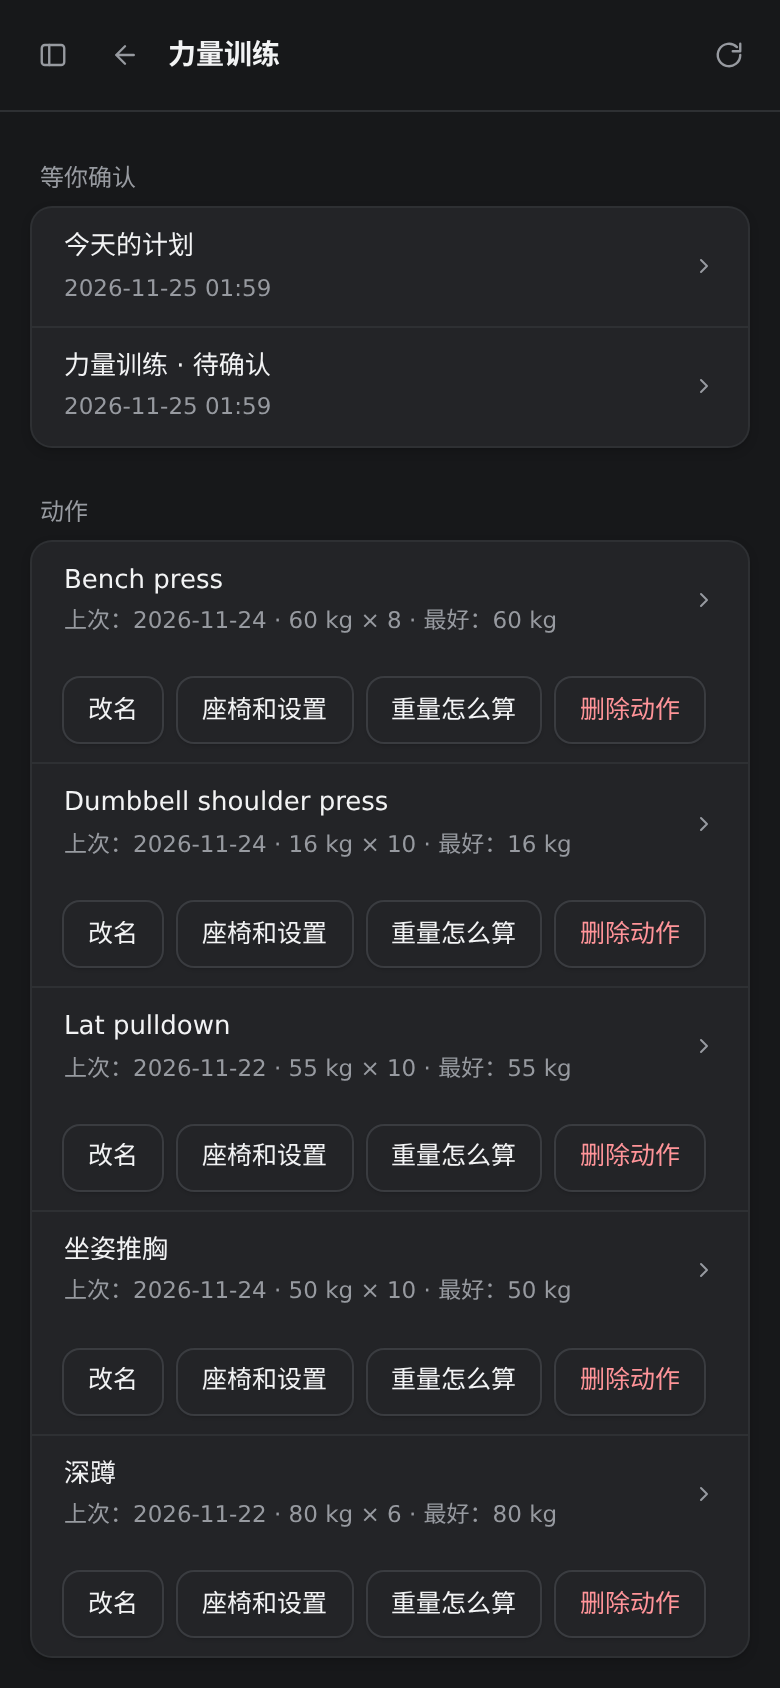 力量训练
等你确认
今天的计划
2026-11-25 01:59
力量训练 · 待确认
2026-11-25 01:59
动作
Bench press
上次：2026-11-24 · 60 kg × 8 · 最好：60 kg
改名 座椅和设置 重量怎么算 删除动作
Dumbbell shoulder press
上次：2026-11-24 · 16 kg × 10 · 最好：16 kg
改名 座椅和设置 重量怎么算 删除动作
Lat pulldown
上次：2026-11-22 · 55 kg × 10 · 最好：55 kg
改名 座椅和设置 重量怎么算 删除动作
坐姿推胸
上次：2026-11-24 · 50 kg × 10 · 最好：50 kg
改名 座椅和设置 重量怎么算 删除动作
深蹲
上次：2026-11-22 · 80 kg × 6 · 最好：80 kg
改名 座椅和设置 重量怎么算 删除动作